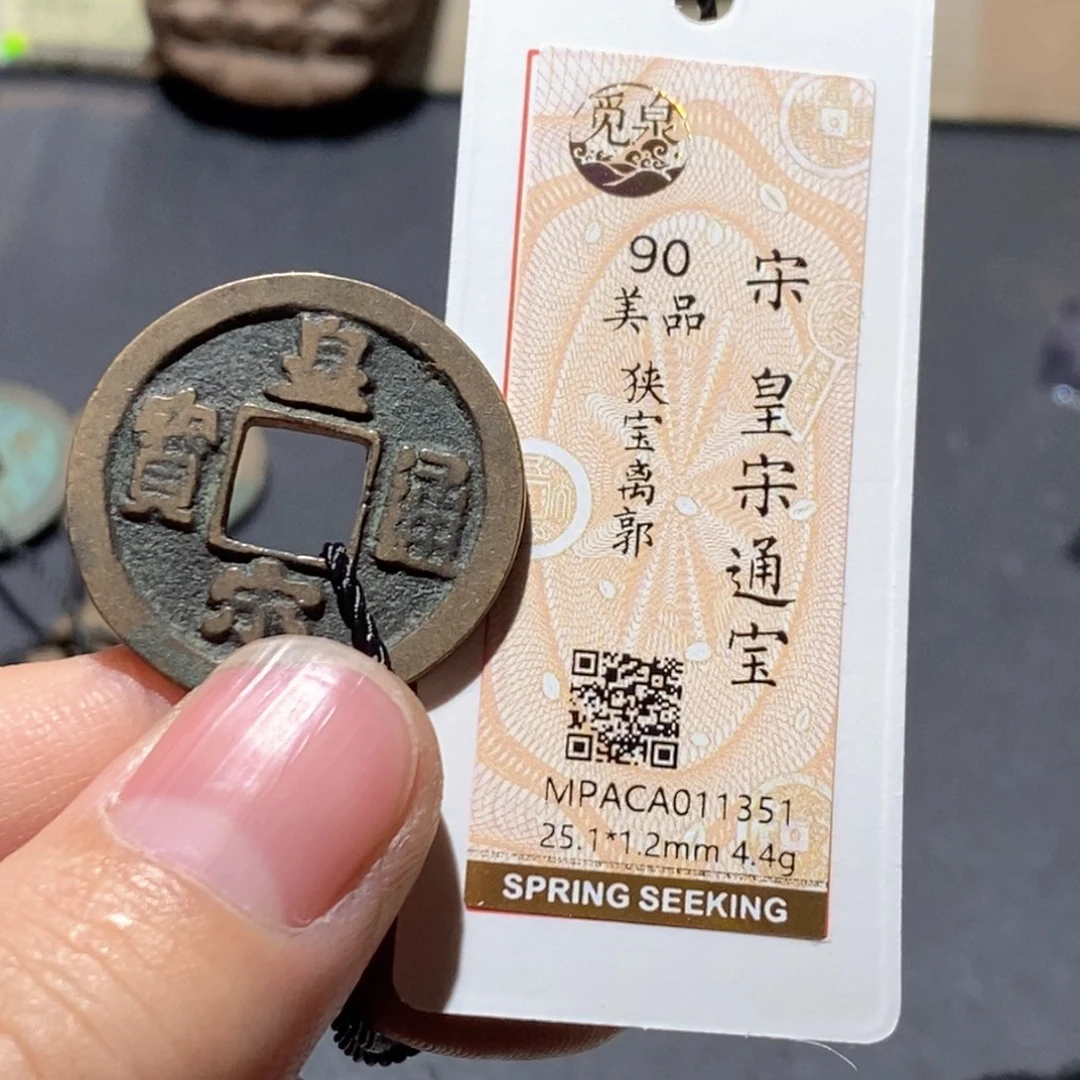 皇宋通寳
觅泉
宋 皇宋通宝
90
美品
狭宝离郭
MPACA011351
25.1*1.2mm 4.4g
SPRING SEEKING